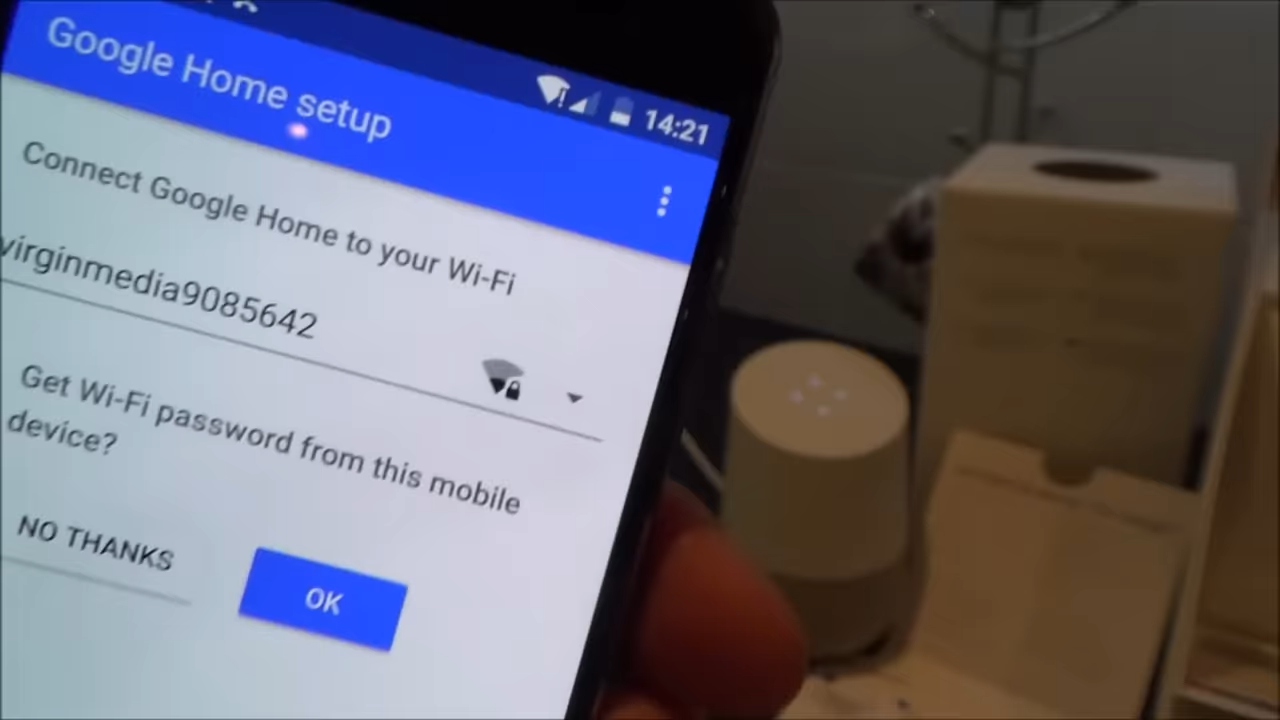 14:21
Google Home setup
Connect Google Home to your Wi-Fi
virginmedia9085642
Get Wi-Fi password from this mobile
device?
NO THANKS
OK